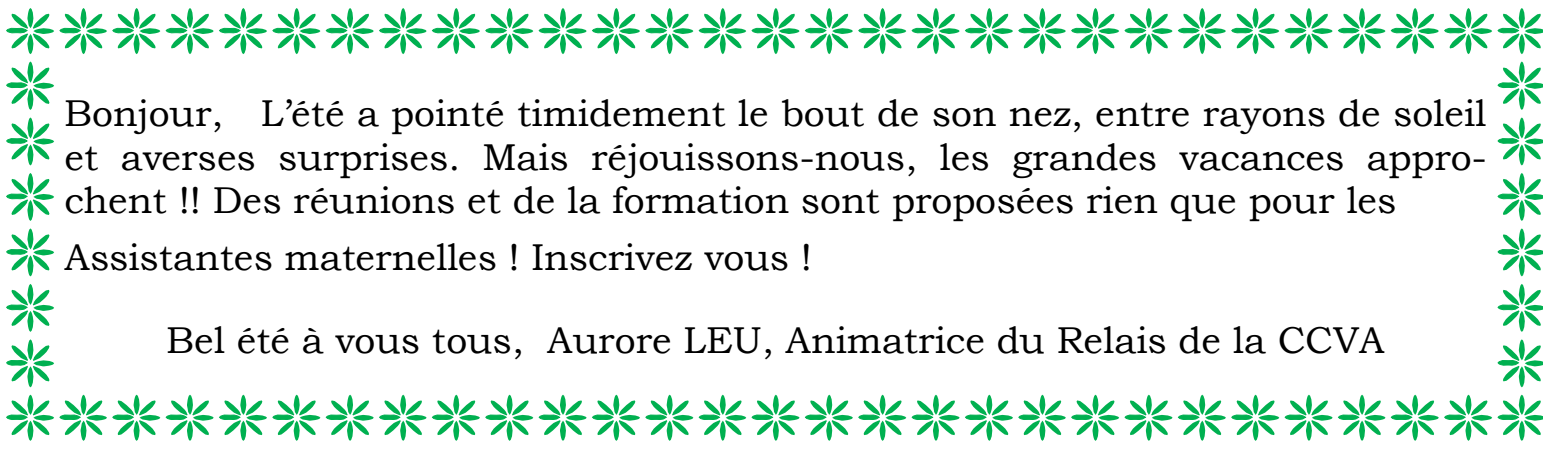 Bonjour, L’été a pointé timidement le bout de son nez, entre rayons de soleil
et averses surprises. Mais réjouissons-nous, les grandes vacances appro-
chent !! Des réunions et de la formation sont proposées rien que pour les
Assistantes maternelles ! Inscrivez vous !
Bel été à vous tous, Aurore LEU, Animatrice du Relais de la CCVA